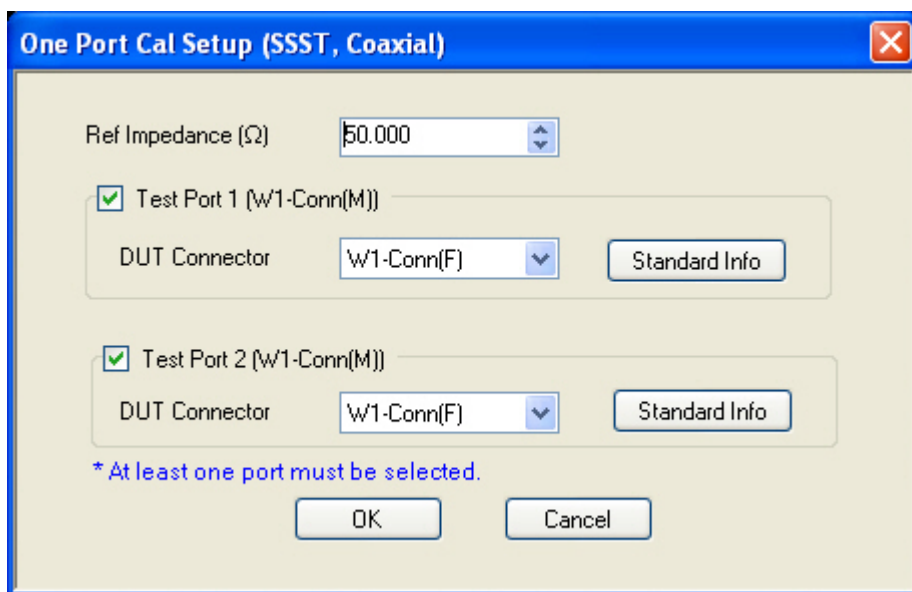 One Port Cal Setup (SSST, Coaxial)
Ref Impedance (Ω) 50.000
Test Port 1 (W1-Conn(M))
DUT Connector W1-Conn(F) Standard Info
Test Port 2 (W1-Conn(M))
DUT Connector W1-Conn(F) Standard Info
* At least one port must be selected.
OK Cancel